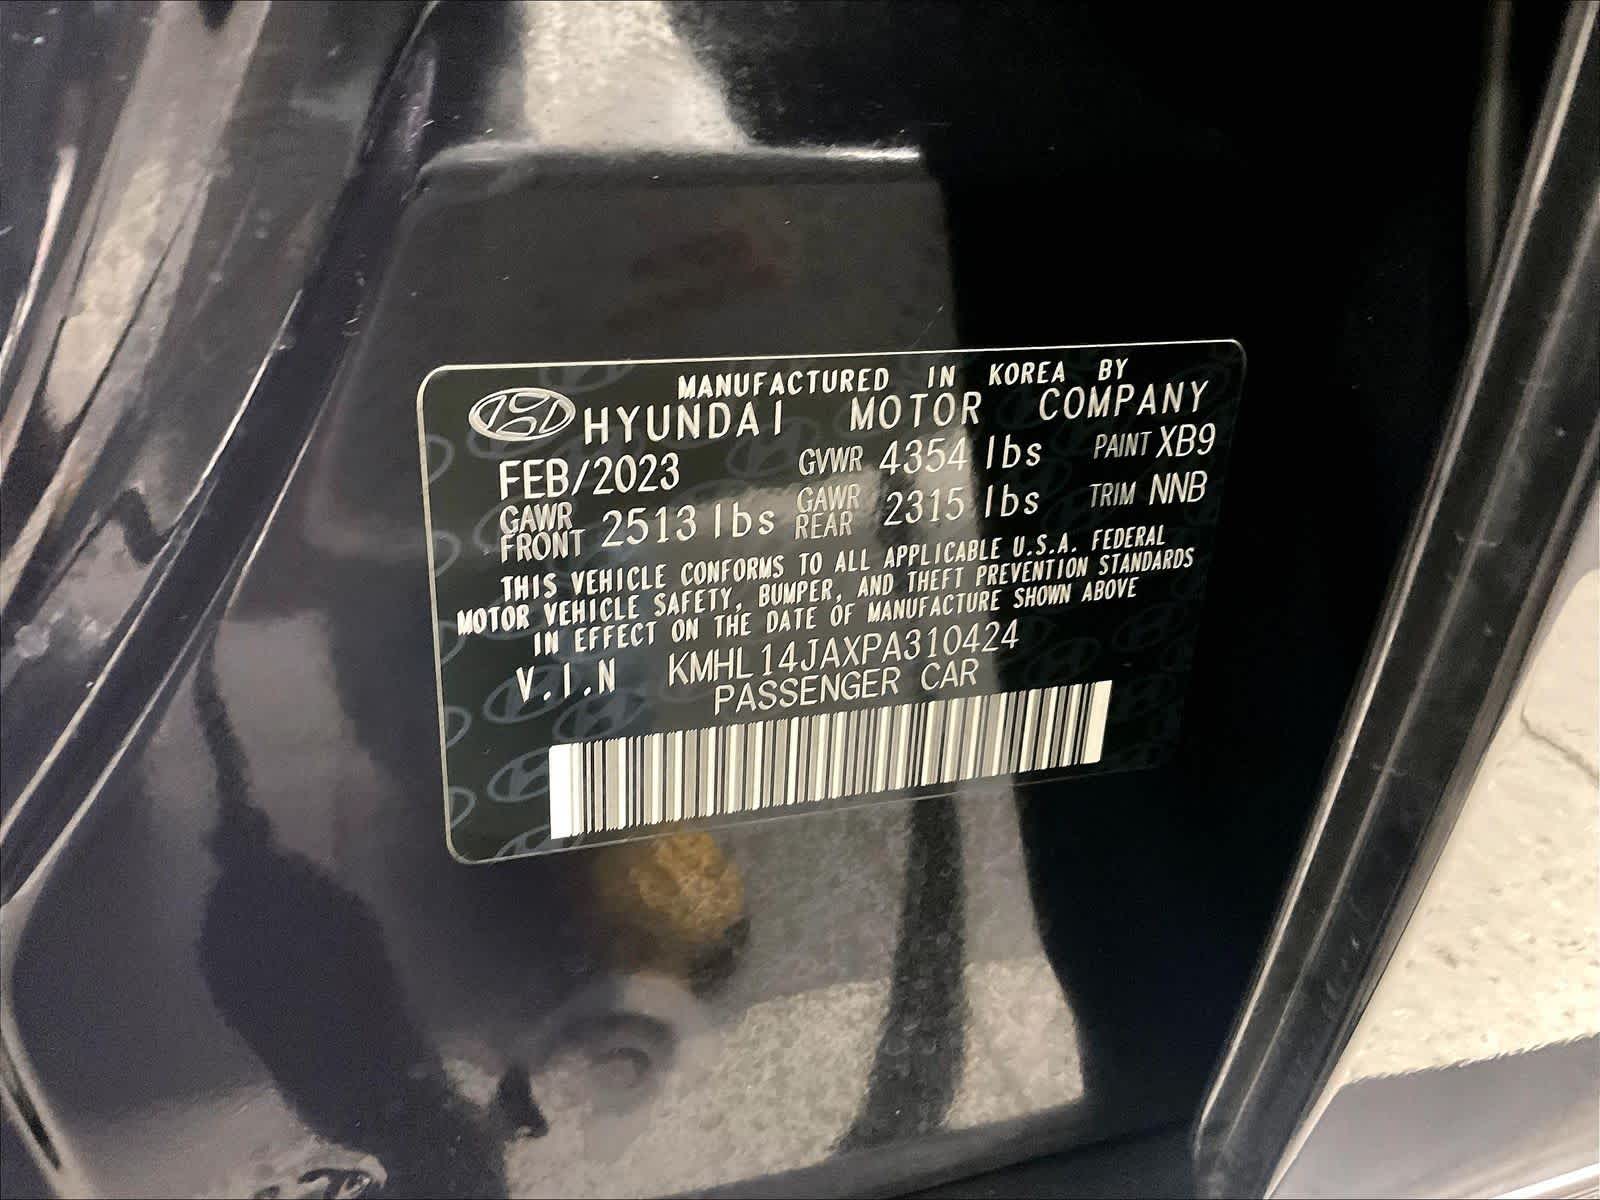 MANUFACTURED IN KOREA BY
HYUNDAI MOTOR COMPANY
FEB/2023 GVWR 4354 lbs PAINT XB9
GAWR FRONT 2513 lbs GAWR REAR 2315 lbs TRIM NNB
THIS VEHICLE CONFORMS TO ALL APPLICABLE U.S.A. FEDERAL
MOTOR VEHICLE SAFETY, BUMPER, AND THEFT PREVENTION STANDARDS
IN EFFECT ON THE DATE OF MANUFACTURE SHOWN ABOVE
V.I.N KMHL14JAXPA310424
PASSENGER CAR